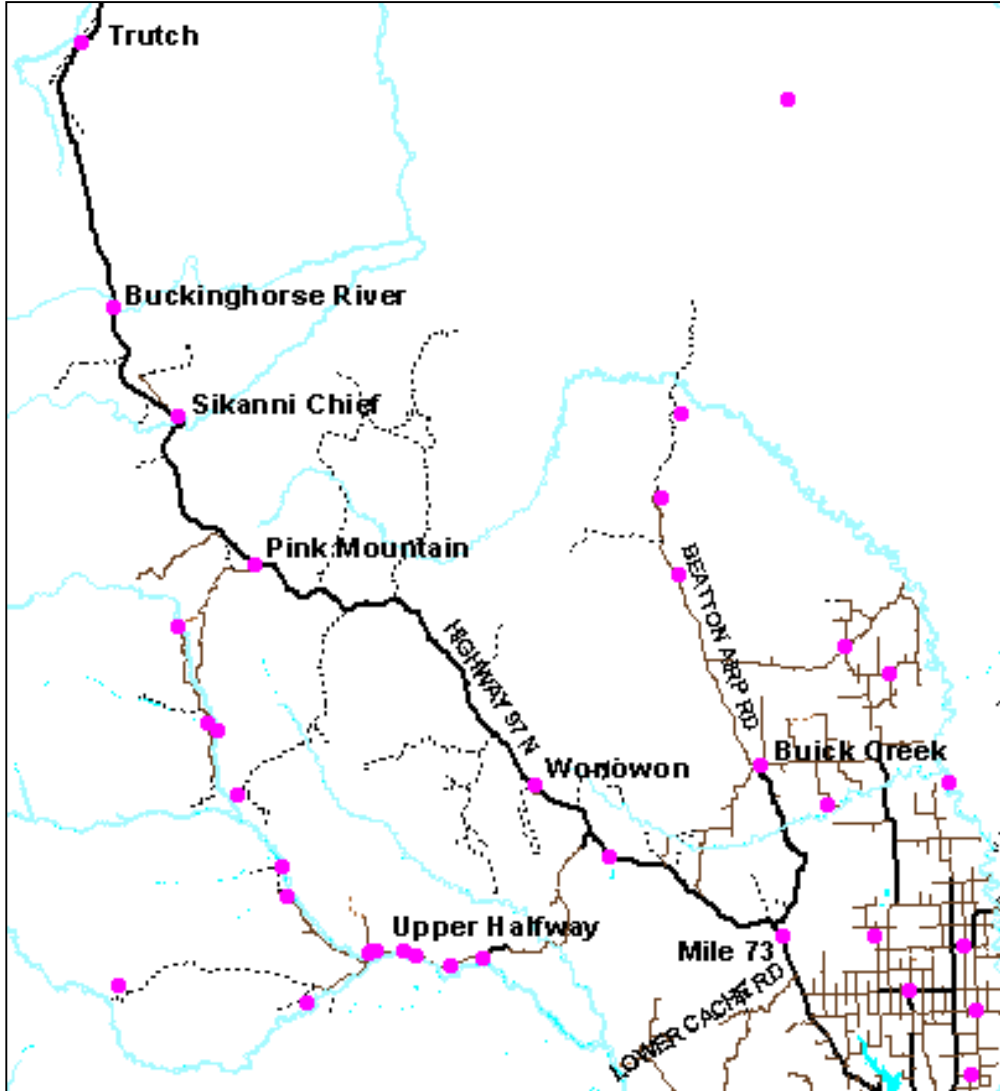 Trutch
Buckinghorse River
Sikanni Chief
Pink Mountain
BEATTON AIRP RD
HIGHWAY 97 N
Buick Creek
Wonowon
Upper Halfway
Mile 73
LOWER CACHE RD